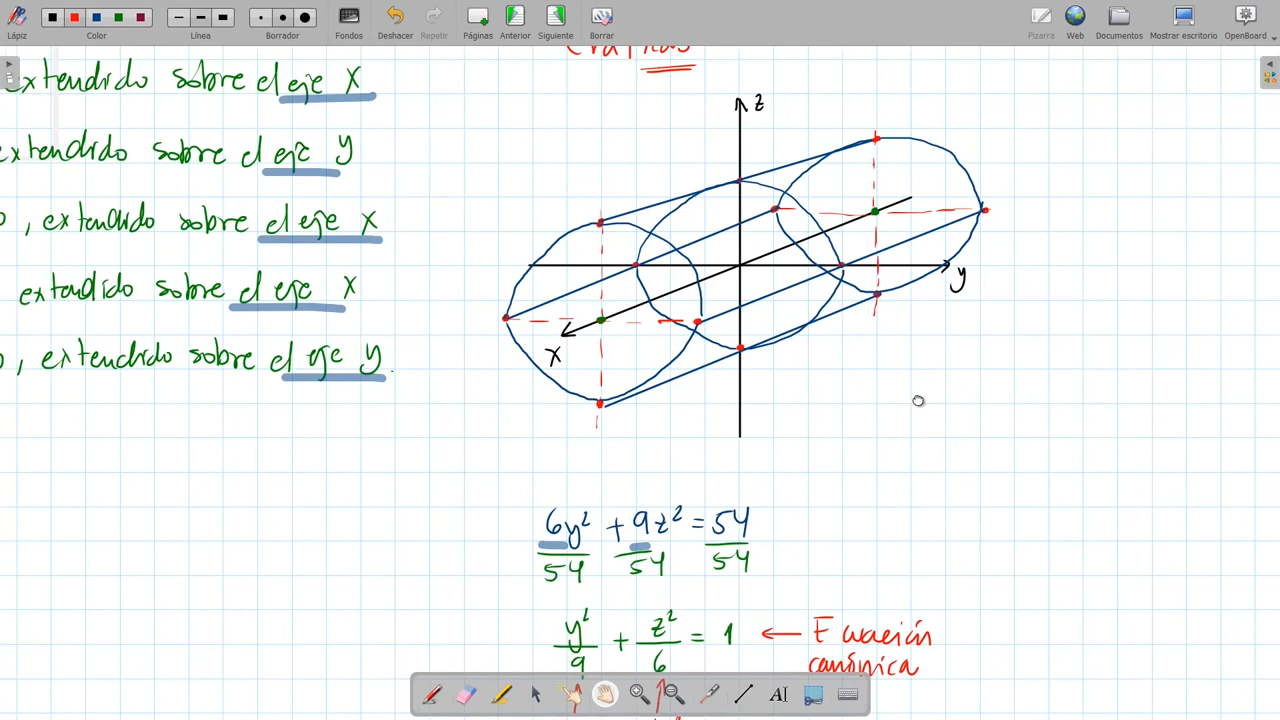 Lápiz
Color
Línea
Borrador
Fondos
Deshacer
Repetir
Páginas
Anterior
Siguiente
Borrar
Pizarra
Web
Documentos
Mostrar escritorio
OpenBoard
Gráficas
extendido sobre el eje X
extendido sobre el eje y
, extendido sobre el eje X
extendido sobre el eje X
, extendido sobre el eje y.
z
y
X
6y² + 9z² = 54
54 54 54
y²/9 + z²/6 = 1 ← Ecuación
canónica
AI